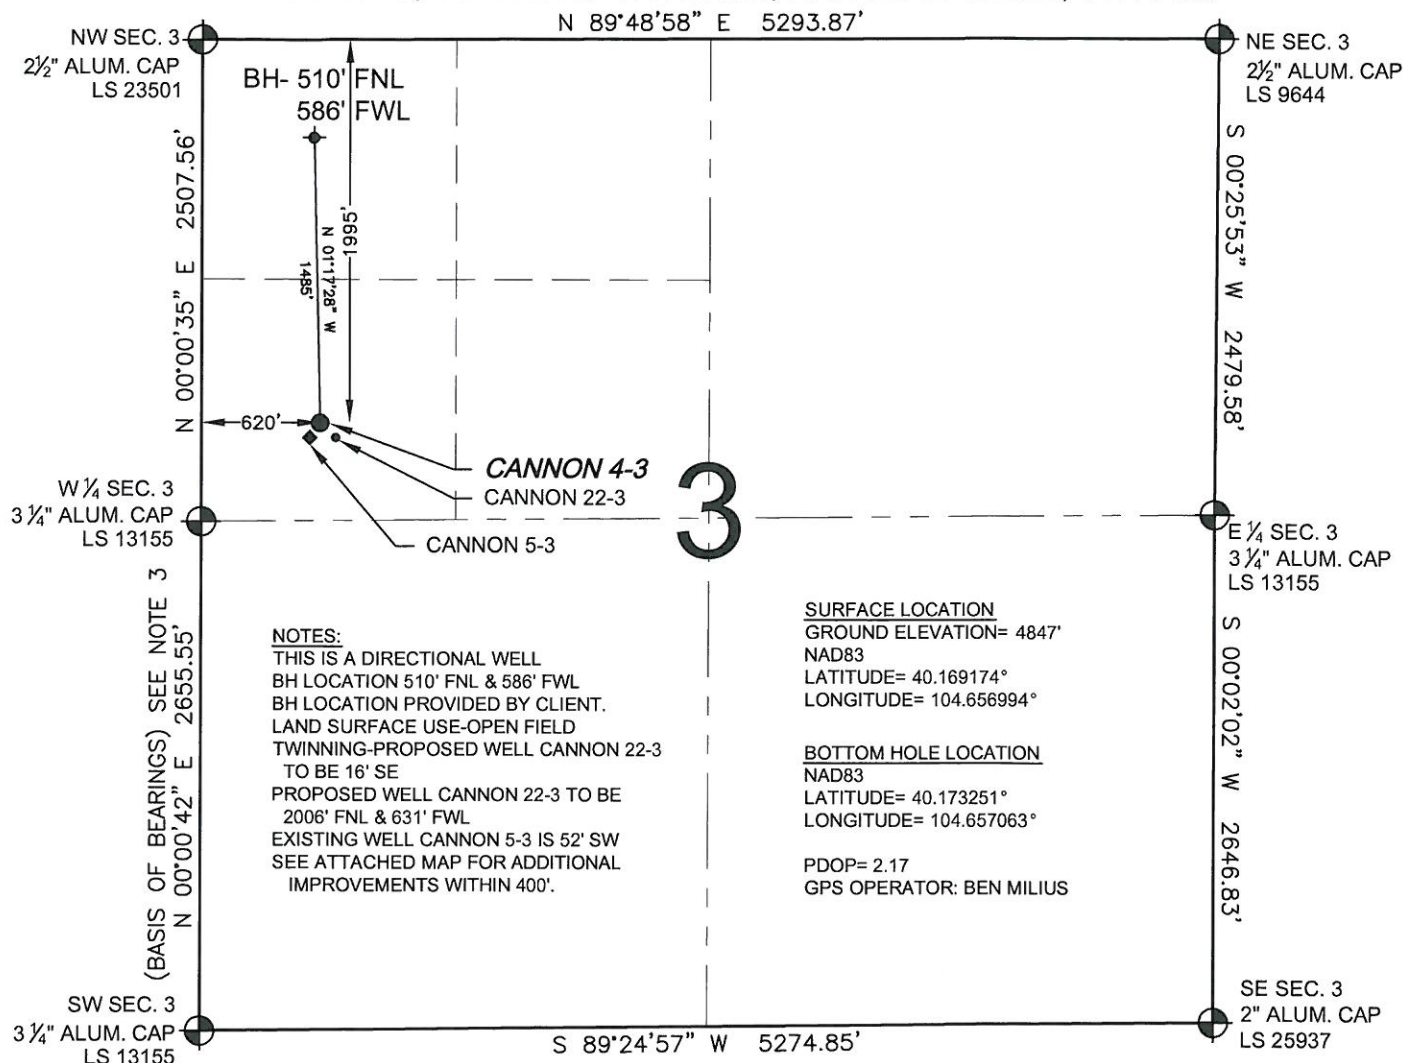 N 89°48'58" E 5293.87'
NW SEC. 3
2½" ALUM. CAP
LS 23501
NE SEC. 3
2½" ALUM. CAP
LS 9644
BH- 510' FNL
586' FWL
N 00°00'35" E 2507.56'
1995'
N 01°17'28" W
1485'
S 00°25'53" W 2479.58'
620'
CANNON 4-3
CANNON 22-3
CANNON 5-3
3
W ¼ SEC. 3
3 ¼" ALUM. CAP
LS 13155
E ¼ SEC. 3
3 ¼" ALUM. CAP
LS 13155
(BASIS OF BEARINGS) SEE NOTE 3
N 00°00'42" E 2655.55'
NOTES:
THIS IS A DIRECTIONAL WELL
BH LOCATION 510' FNL & 586' FWL
BH LOCATION PROVIDED BY CLIENT.
LAND SURFACE USE-OPEN FIELD
TWINNING-PROPOSED WELL CANNON 22-3
TO BE 16' SE
PROPOSED WELL CANNON 22-3 TO BE
2006' FNL & 631' FWL
EXISTING WELL CANNON 5-3 IS 52' SW
SEE ATTACHED MAP FOR ADDITIONAL
IMPROVEMENTS WITHIN 400'.
SURFACE LOCATION
GROUND ELEVATION= 4847'
NAD83
LATITUDE= 40.169174°
LONGITUDE= 104.656994°
BOTTOM HOLE LOCATION
NAD83
LATITUDE= 40.173251°
LONGITUDE= 104.657063°
PDOP= 2.17
GPS OPERATOR: BEN MILIUS
S 00°02'02" W 2646.83'
SW SEC. 3
3 ¼" ALUM. CAP
LS 13155
S 89°24'57" W 5274.85'
SE SEC. 3
2" ALUM. CAP
LS 25937